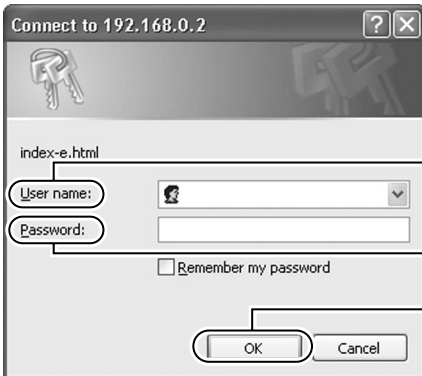 Connect to 192.168.0.2
?
X
index-e.html
User name:
Password:
Remember my password
OK
Cancel